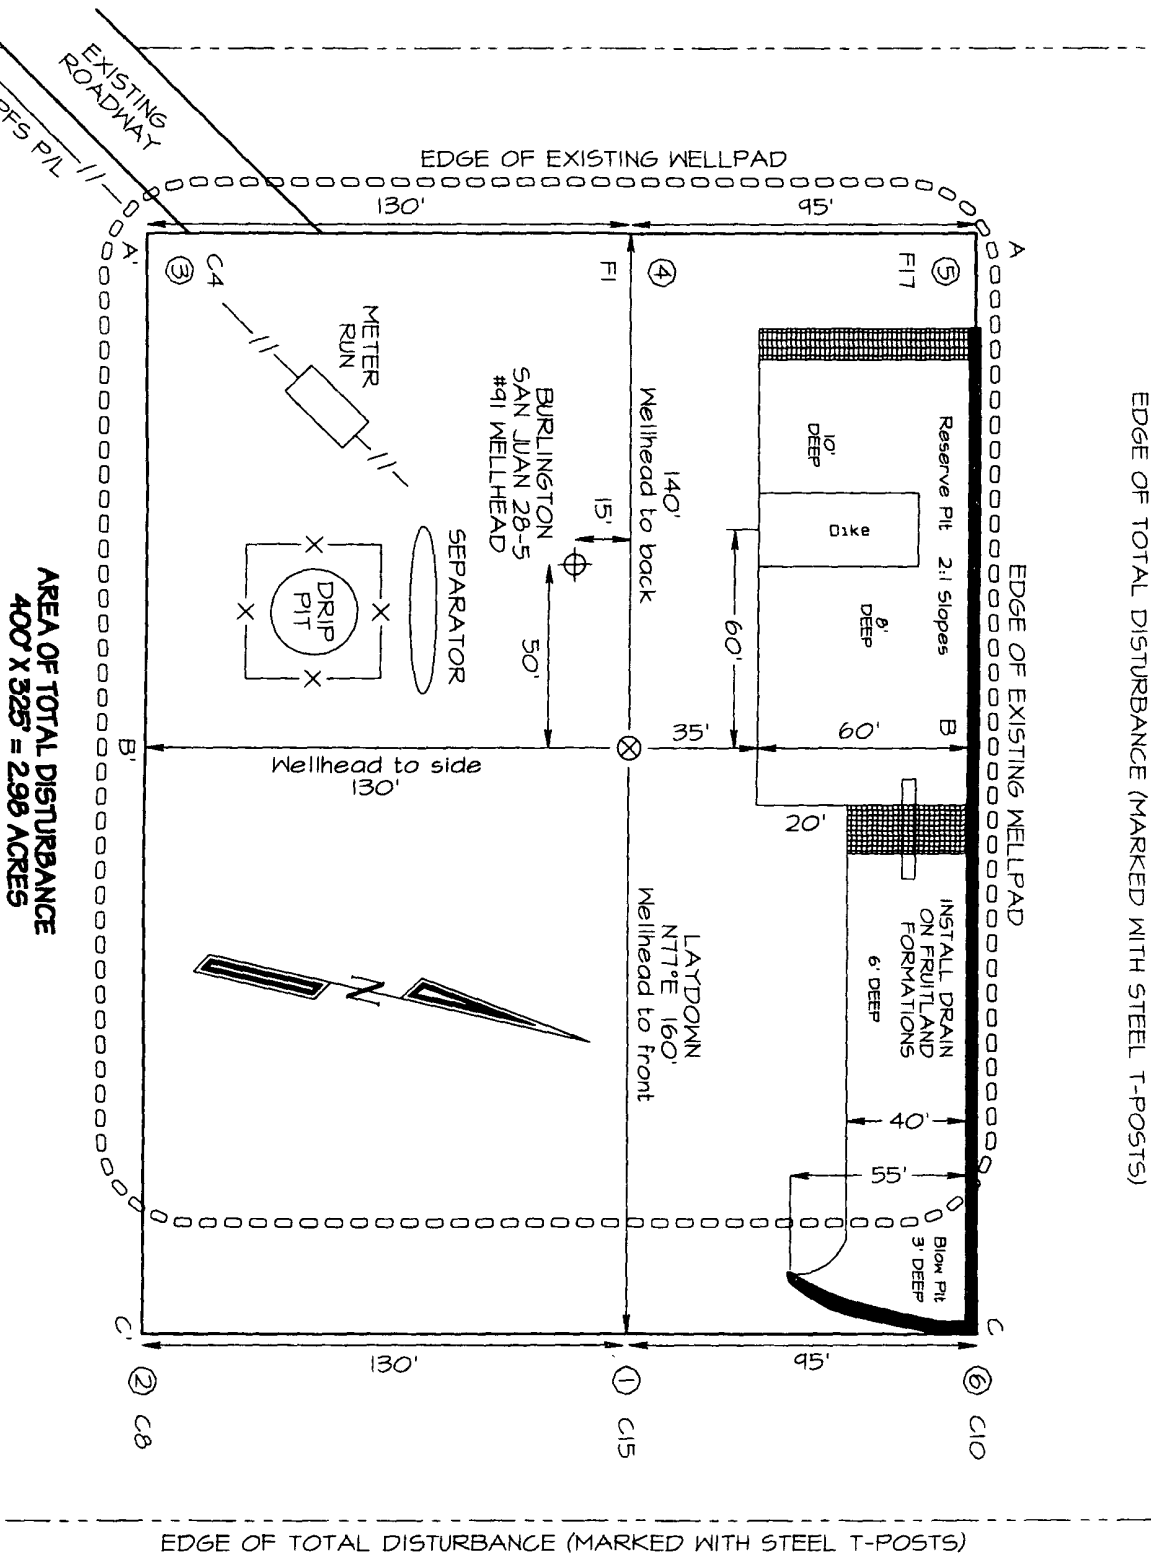 EXISTING
ROADWAY
PFS P/L
EDGE OF EXISTING WELLPAD
130'
95'
A'
3
C4
F1
4
F17
5
A
METER
RUN
BURLINGTON
SAN JUAN 28-5
#91 WELLHEAD
15'
50'
140'
Wellhead to back
10'
DEEP
Dike
8'
DEEP
Reserve Pit 2:1 Slopes
60'
SEPARATOR
DRIP
PIT
B'
Wellhead to side
130'
35'
60'
B
20'
EDGE OF EXISTING WELLPAD
EDGE OF TOTAL DISTURBANCE (MARKED WITH STEEL T-POSTS)
AREA OF TOTAL DISTURBANCE
400' X 325' = 2.98 ACRES
N
LAYDOWN
N77°E 160'
Wellhead to front
INSTALL DRAIN
ON FRUITLAND
FORMATIONS
6' DEEP
40'
55'
Blow Pit
3' DEEP
C'
C
130'
95'
2
C8
1
C15
6
C10
EDGE OF TOTAL DISTURBANCE (MARKED WITH STEEL T-POSTS)